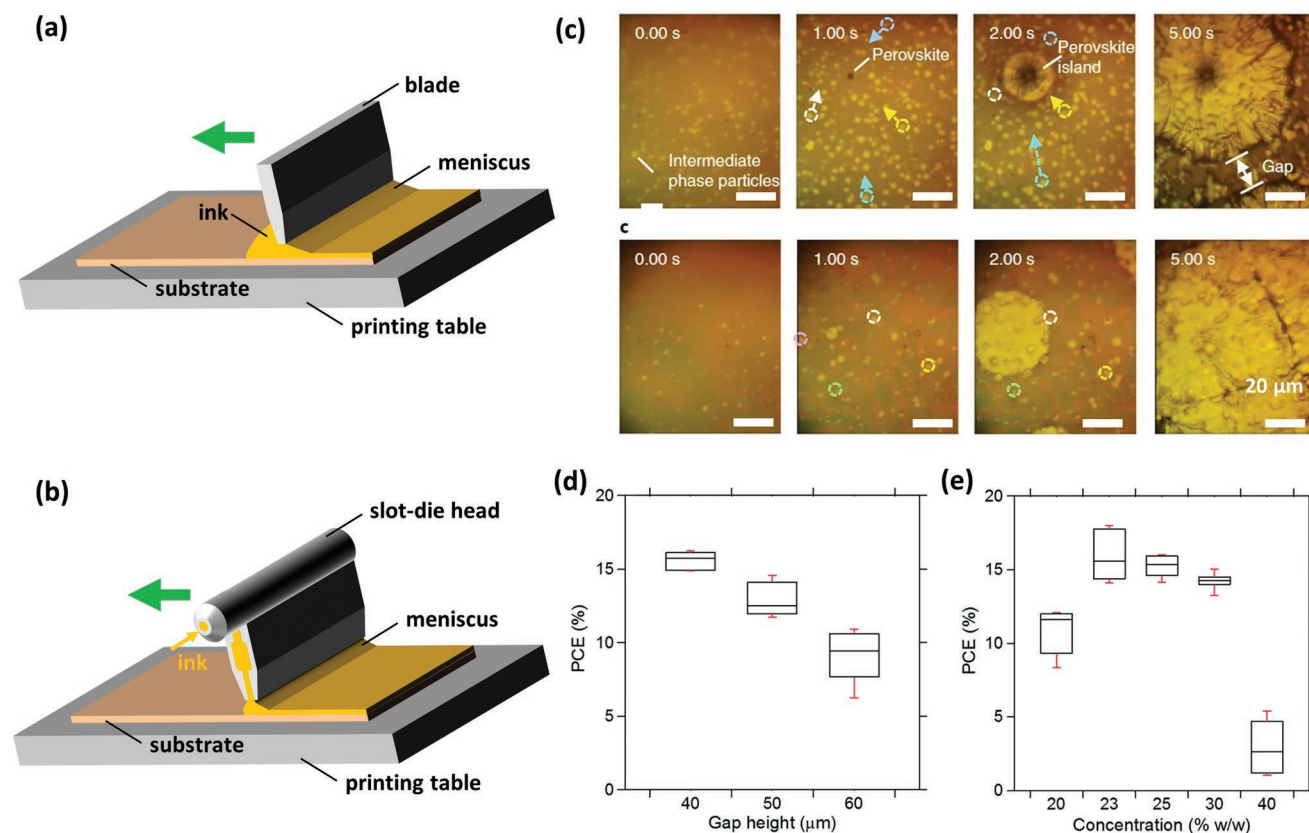 (a)
blade
meniscus
ink
substrate
printing table
(b)
slot-die head
meniscus
ink
substrate
printing table
(c)
0.00 s
Intermediate
phase particles
1.00 s
Perovskite
2.00 s
Perovskite
island
5.00 s
Gap
c
0.00 s
1.00 s
2.00 s
5.00 s
20 μm
(d)
20
15
10
5
0
PCE (%)
40 50 60
Gap height (μm)
(e)
20
15
10
5
0
PCE (%)
20 23 25 30 40
Concentration (% w/w)